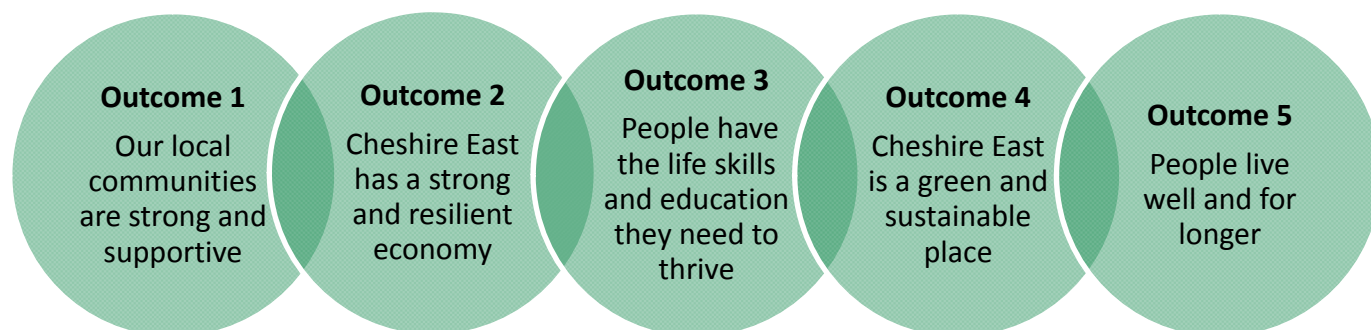 Outcome 1
Our local
communities
are strong and
supportive
Outcome 2
Cheshire East
has a strong
and resilient
economy
Outcome 3
People have
the life skills
and education
they need to
thrive
Outcome 4
Cheshire East
is a green and
sustainable
place
Outcome 5
People live
well and for
longer